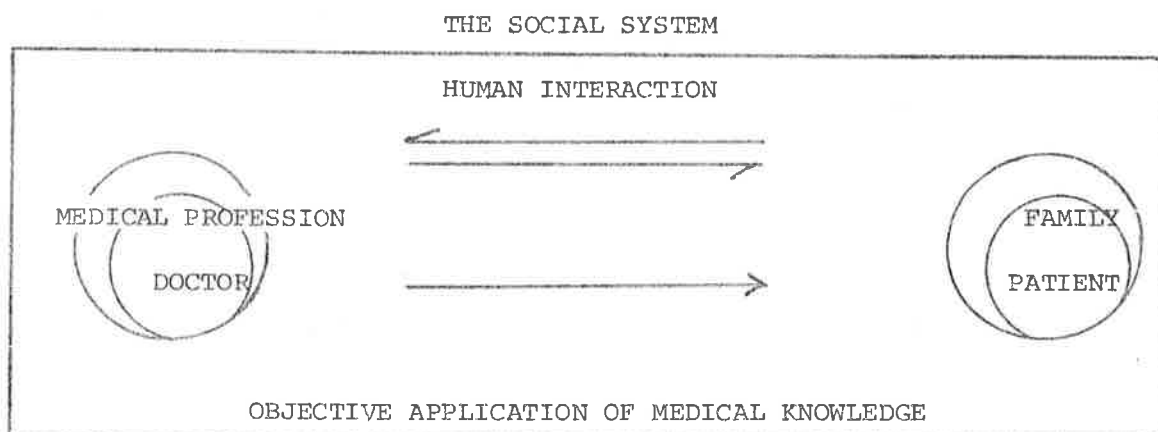 THE SOCIAL SYSTEM
HUMAN INTERACTION
MEDICAL PROFESSION
FAMILY
DOCTOR
PATIENT
OBJECTIVE APPLICATION OF MEDICAL KNOWLEDGE